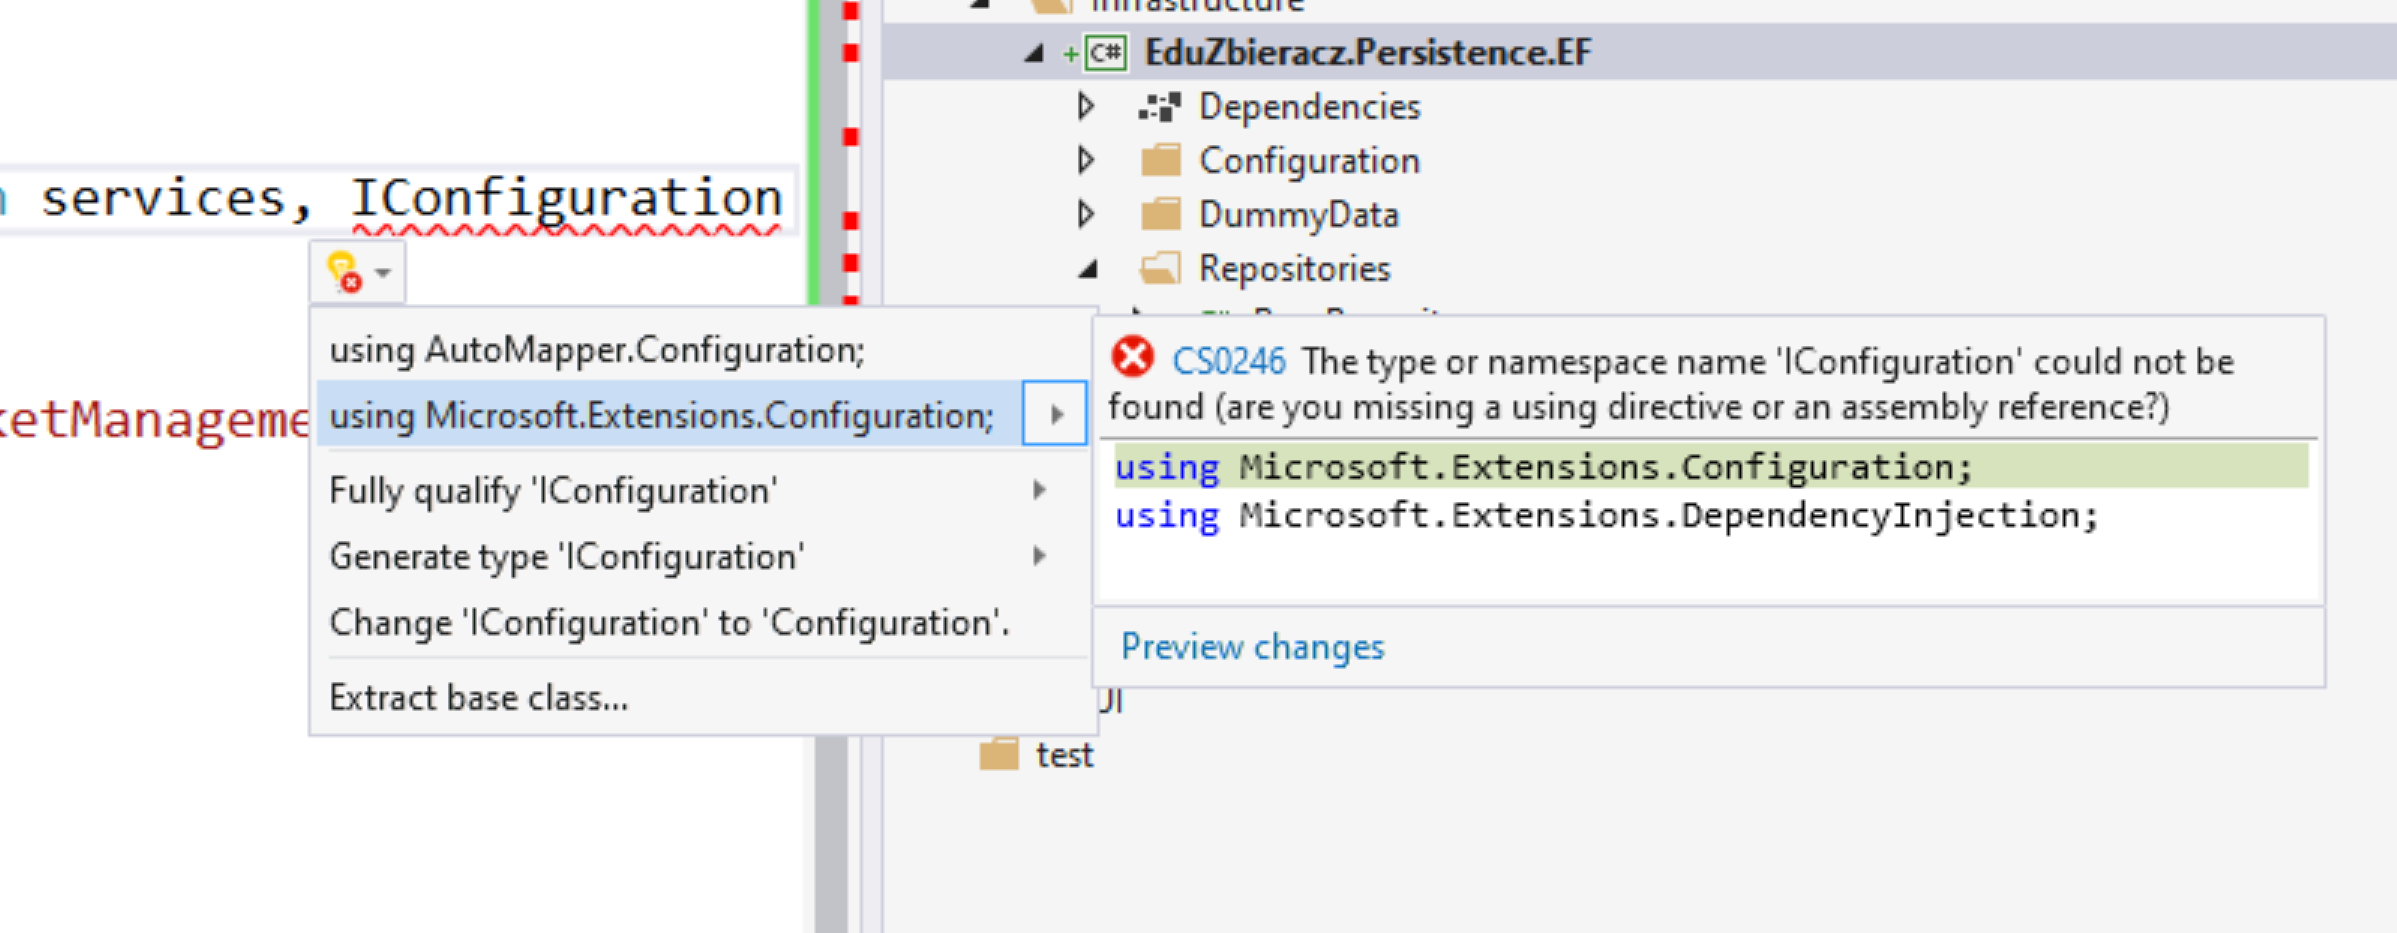 Infrastructure
EduZbieracz.Persistence.EF
Dependencies
Configuration
DummyData
Repositories
services, IConfiguration
using AutoMapper.Configuration;
using Microsoft.Extensions.Configuration;
Fully qualify 'IConfiguration'
Generate type 'IConfiguration'
Change 'IConfiguration' to 'Configuration'.
Extract base class...
CS0246 The type or namespace name 'IConfiguration' could not be
found (are you missing a using directive or an assembly reference?)
using Microsoft.Extensions.Configuration;
using Microsoft.Extensions.DependencyInjection;
Preview changes
UI
test